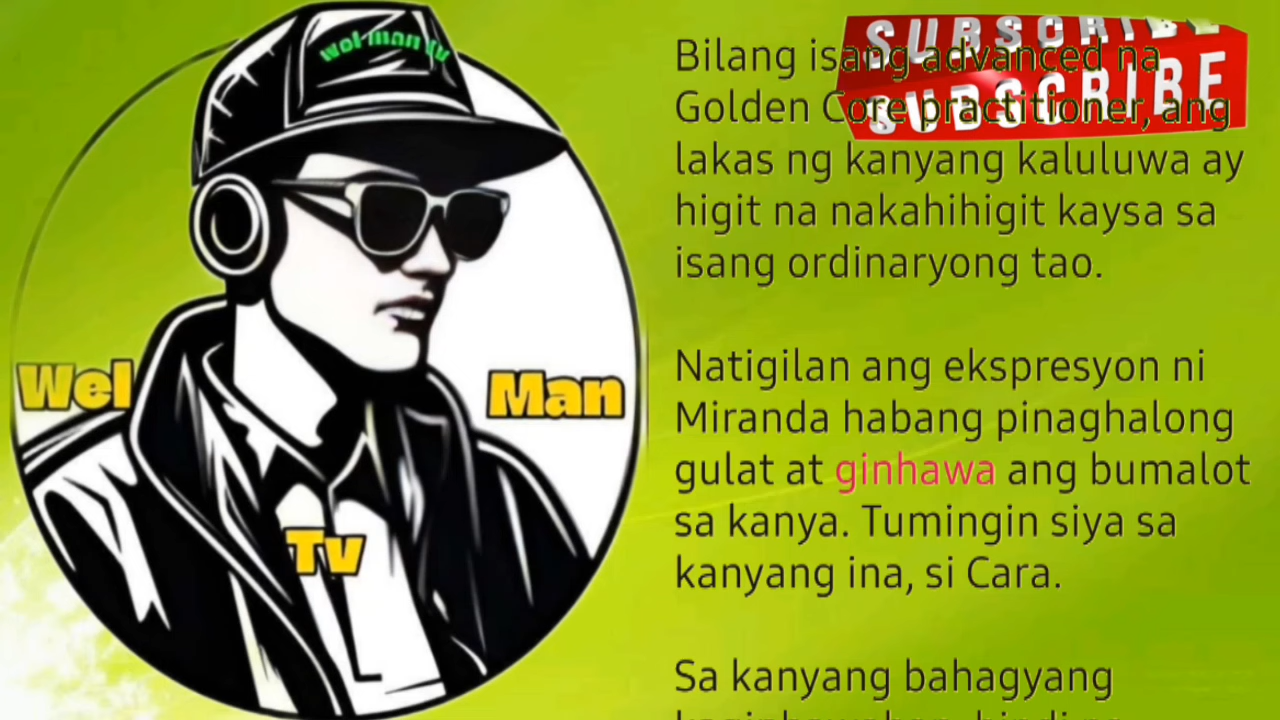 wel man tv
Wel
Man
Tv
SUBSCRIBE
SUBSCRIBE
Bilang isang advanced na
Golden Core practitioner, ang
lakas ng kanyang kaluluwa ay
higit na nakahihigit kaysa sa
isang ordinaryong tao.
Natigilan ang ekspresyon ni
Miranda habang pinaghalong
gulat at ginhawa ang bumalot
sa kanya. Tumingin siya sa
kanyang ina, si Cara.
Sa kanyang bahagyang